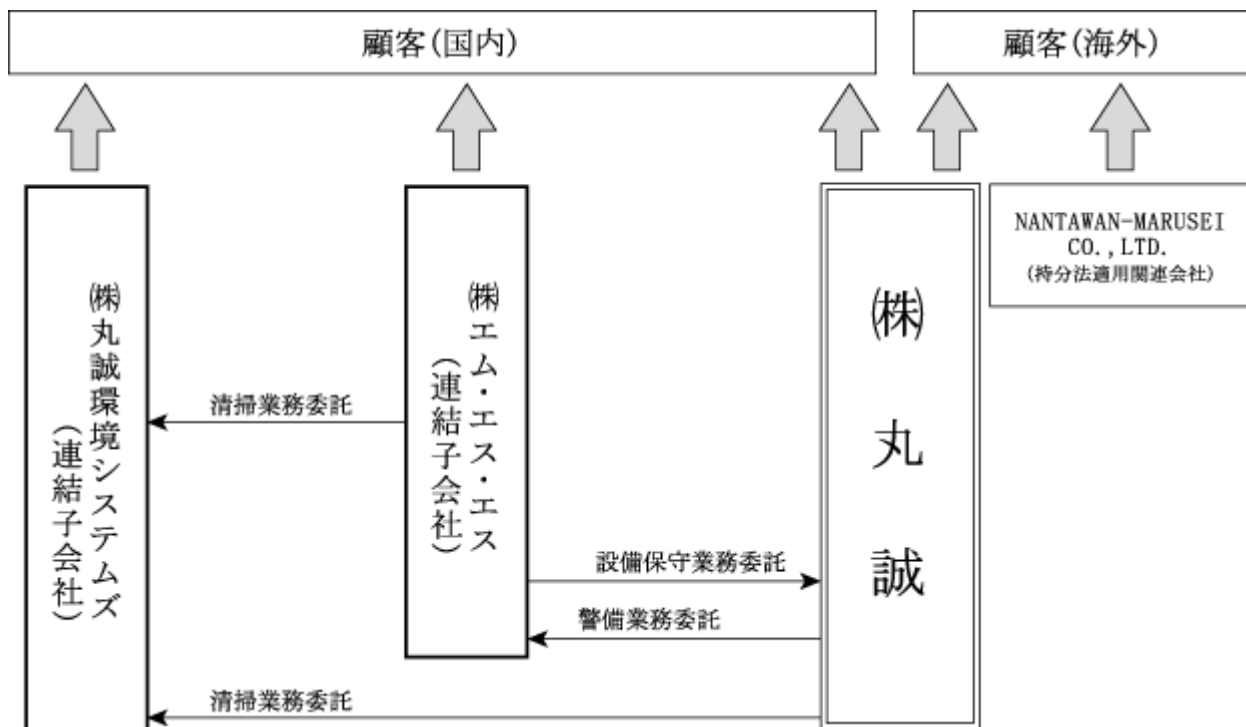 顧客(国内)
顧客(海外)
㈱丸誠環境システムズ
(連結子会社)
㈱エム・エス・エス
(連結子会社)
㈱丸誠
NANTAWAN-MARUSEI
CO.,LTD.
(持分法適用関連会社)
清掃業務委託
設備保守業務委託
警備業務委託
清掃業務委託